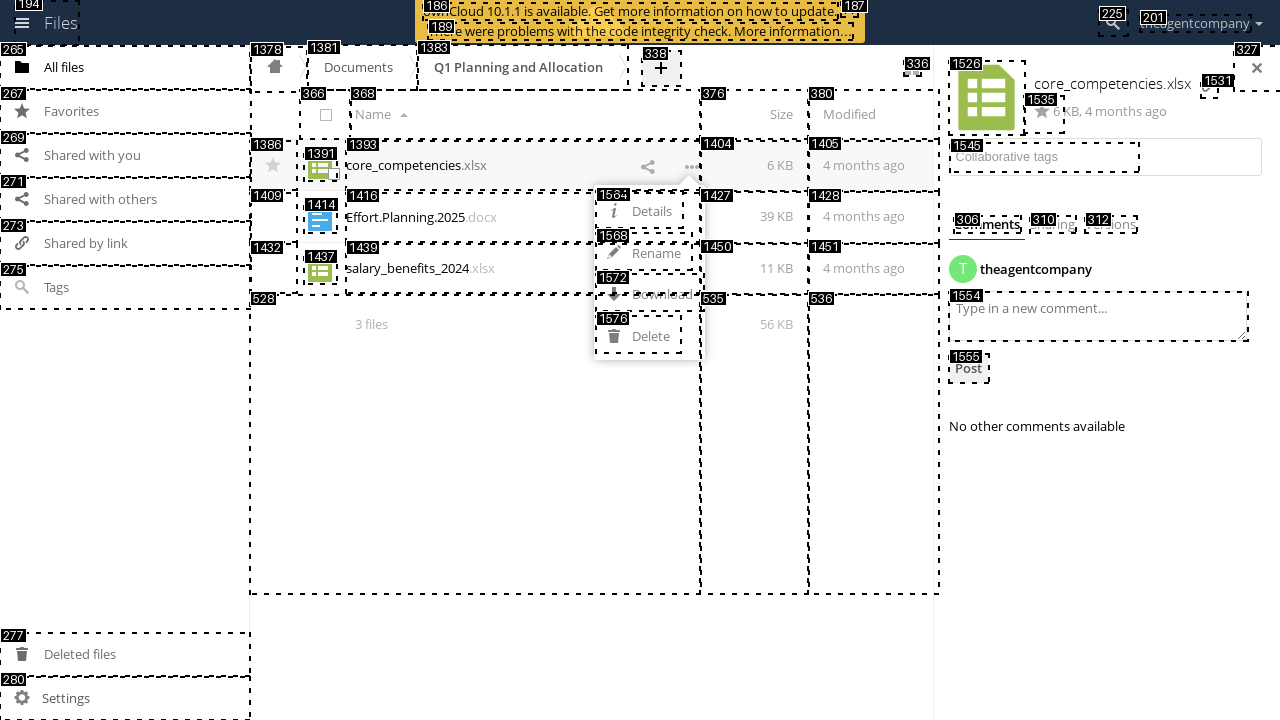 194
Files
186
ownCloud 10.1.1 is available. Get more information on how to update.
187
189
There were problems with the code integrity check. More information…
225
201
theagentcompany
265
All files
267
Favorites
269
Shared with you
271
Shared with others
273
Shared by link
275
Tags
277
Deleted files
280
Settings
1378
1381
Documents
1383
Q1 Planning and Allocation
338
+
336
366
368
Name
376
Size
380
Modified
1386
1391
1393
core_competencies.xlsx
1404
6 KB
1405
4 months ago
1409
1414
1416
Effort.Planning.2025.docx
1427
39 KB
1428
4 months ago
1432
1437
1439
salary_benefits_2024.xlsx
1450
11 KB
1451
4 months ago
528
3 files
535
56 KB
536
1564
Details
1568
Rename
1572
Download
1576
Delete
327
1526
core_competencies.xlsx
1531
1535
6 KB, 4 months ago
1545
Collaborative tags
306
Comments
310
Sharing
312
Versions
T
theagentcompany
1554
Type in a new comment...
1555
Post
No other comments available